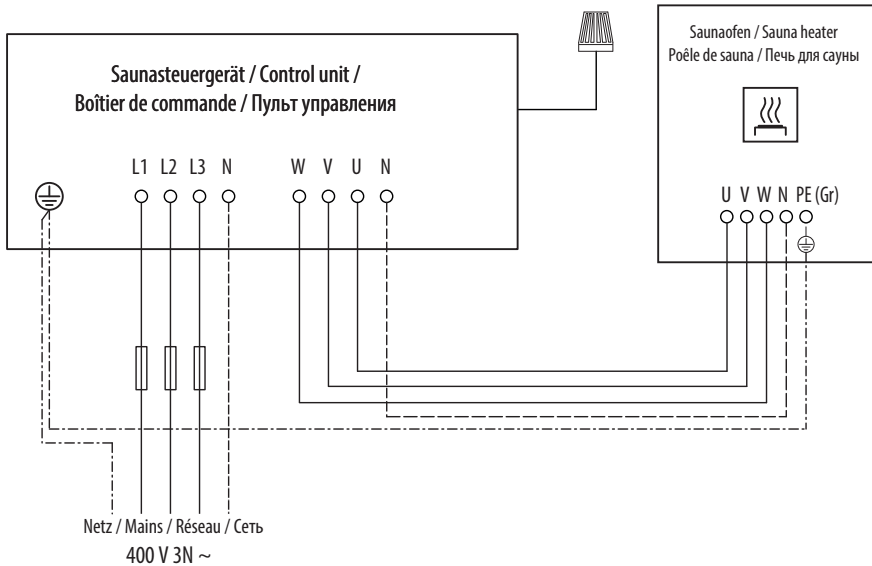 Saunasteuergerät / Control unit /
Boîtier de commande / Пульт управления
L1 L2 L3 N W V U N
Saunaofen / Sauna heater
Poêle de sauna / Печь для сауны
U V W N PE (Gr)
Netz / Mains / Réseau / Сеть
400 V 3N ~